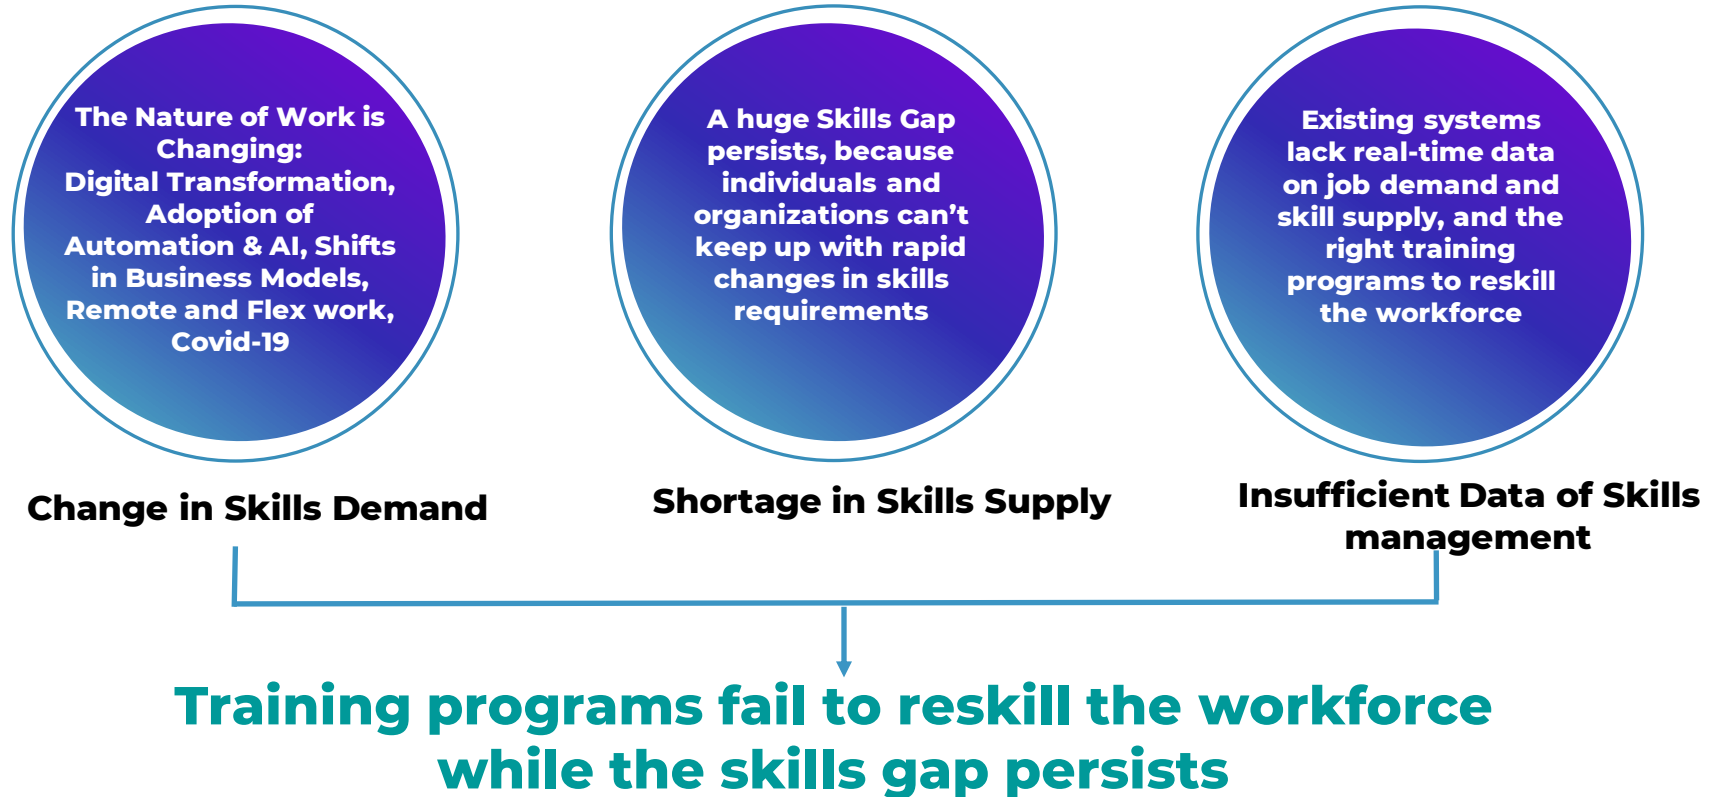 The Nature of Work is
Changing:
Digital Transformation,
Adoption of
Automation & AI, Shifts
in Business Models,
Remote and Flex work,
Covid-19
Change in Skills Demand
A huge Skills Gap
persists, because
individuals and
organizations can’t
keep up with rapid
changes in skills
requirements
Shortage in Skills Supply
Existing systems
lack real-time data
on job demand and
skill supply, and the
right training
programs to reskill
the workforce
Insufficient Data of Skills
management
Training programs fail to reskill the workforce
while the skills gap persists